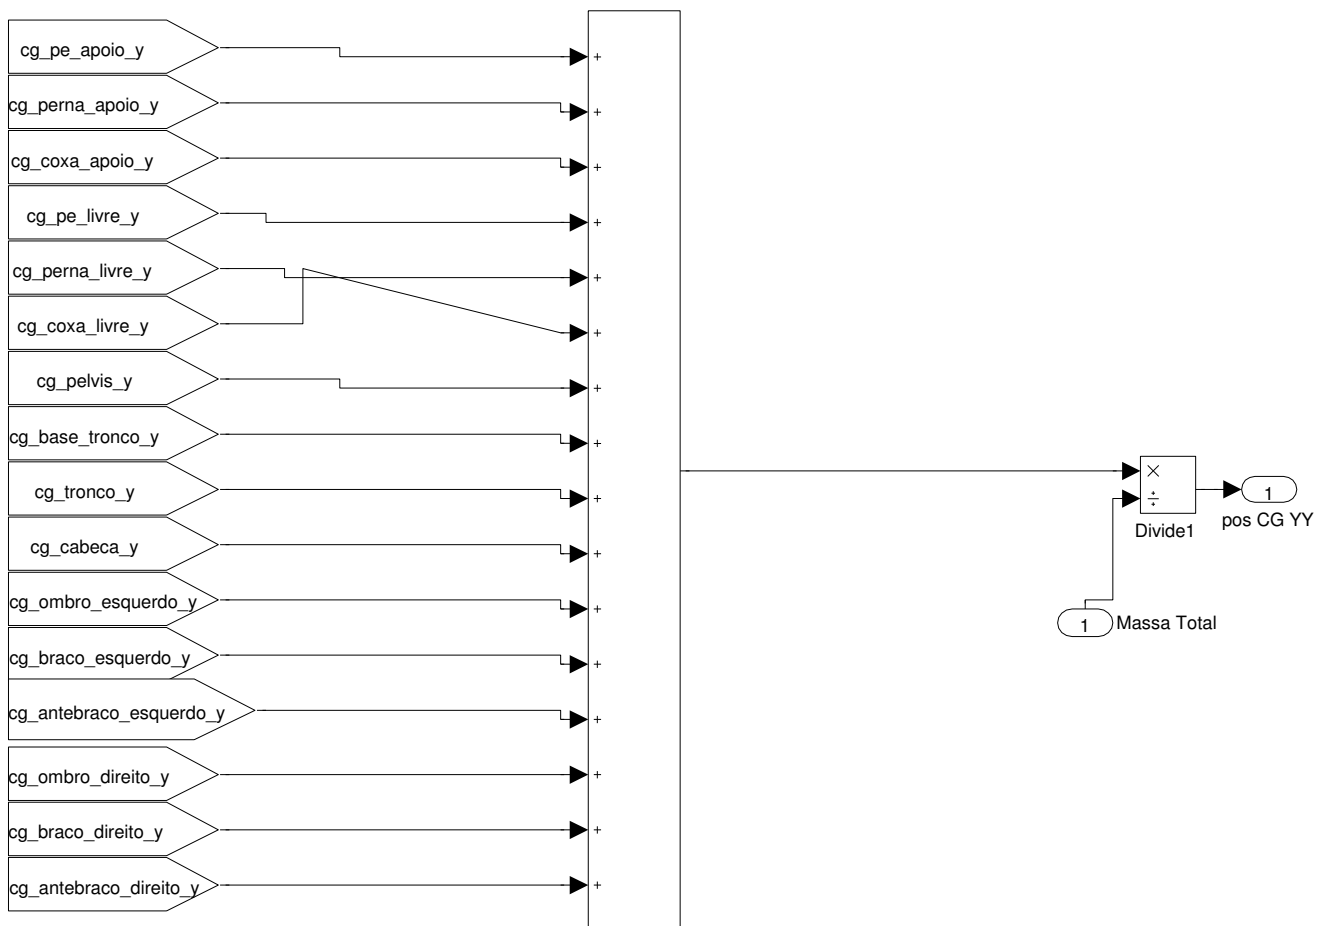 cg_pe_apoio_y
+
cg_perna_apoio_y
+
cg_coxa_apoio_y
+
cg_pe_livre_y
+
cg_perna_livre_y
+
cg_coxa_livre_y
+
cg_pelvis_y
+
cg_base_tronco_y
+
cg_tronco_y
+
cg_cabeca_y
+
cg_ombro_esquerdo_y
+
cg_braco_esquerdo_y
+
cg_antebraco_esquerdo_y
+
cg_ombro_direito_y
+
cg_braco_direito_y
+
cg_antebraco_direito_y
+
×
÷
Divide1
1
pos CG YY
1
Massa Total